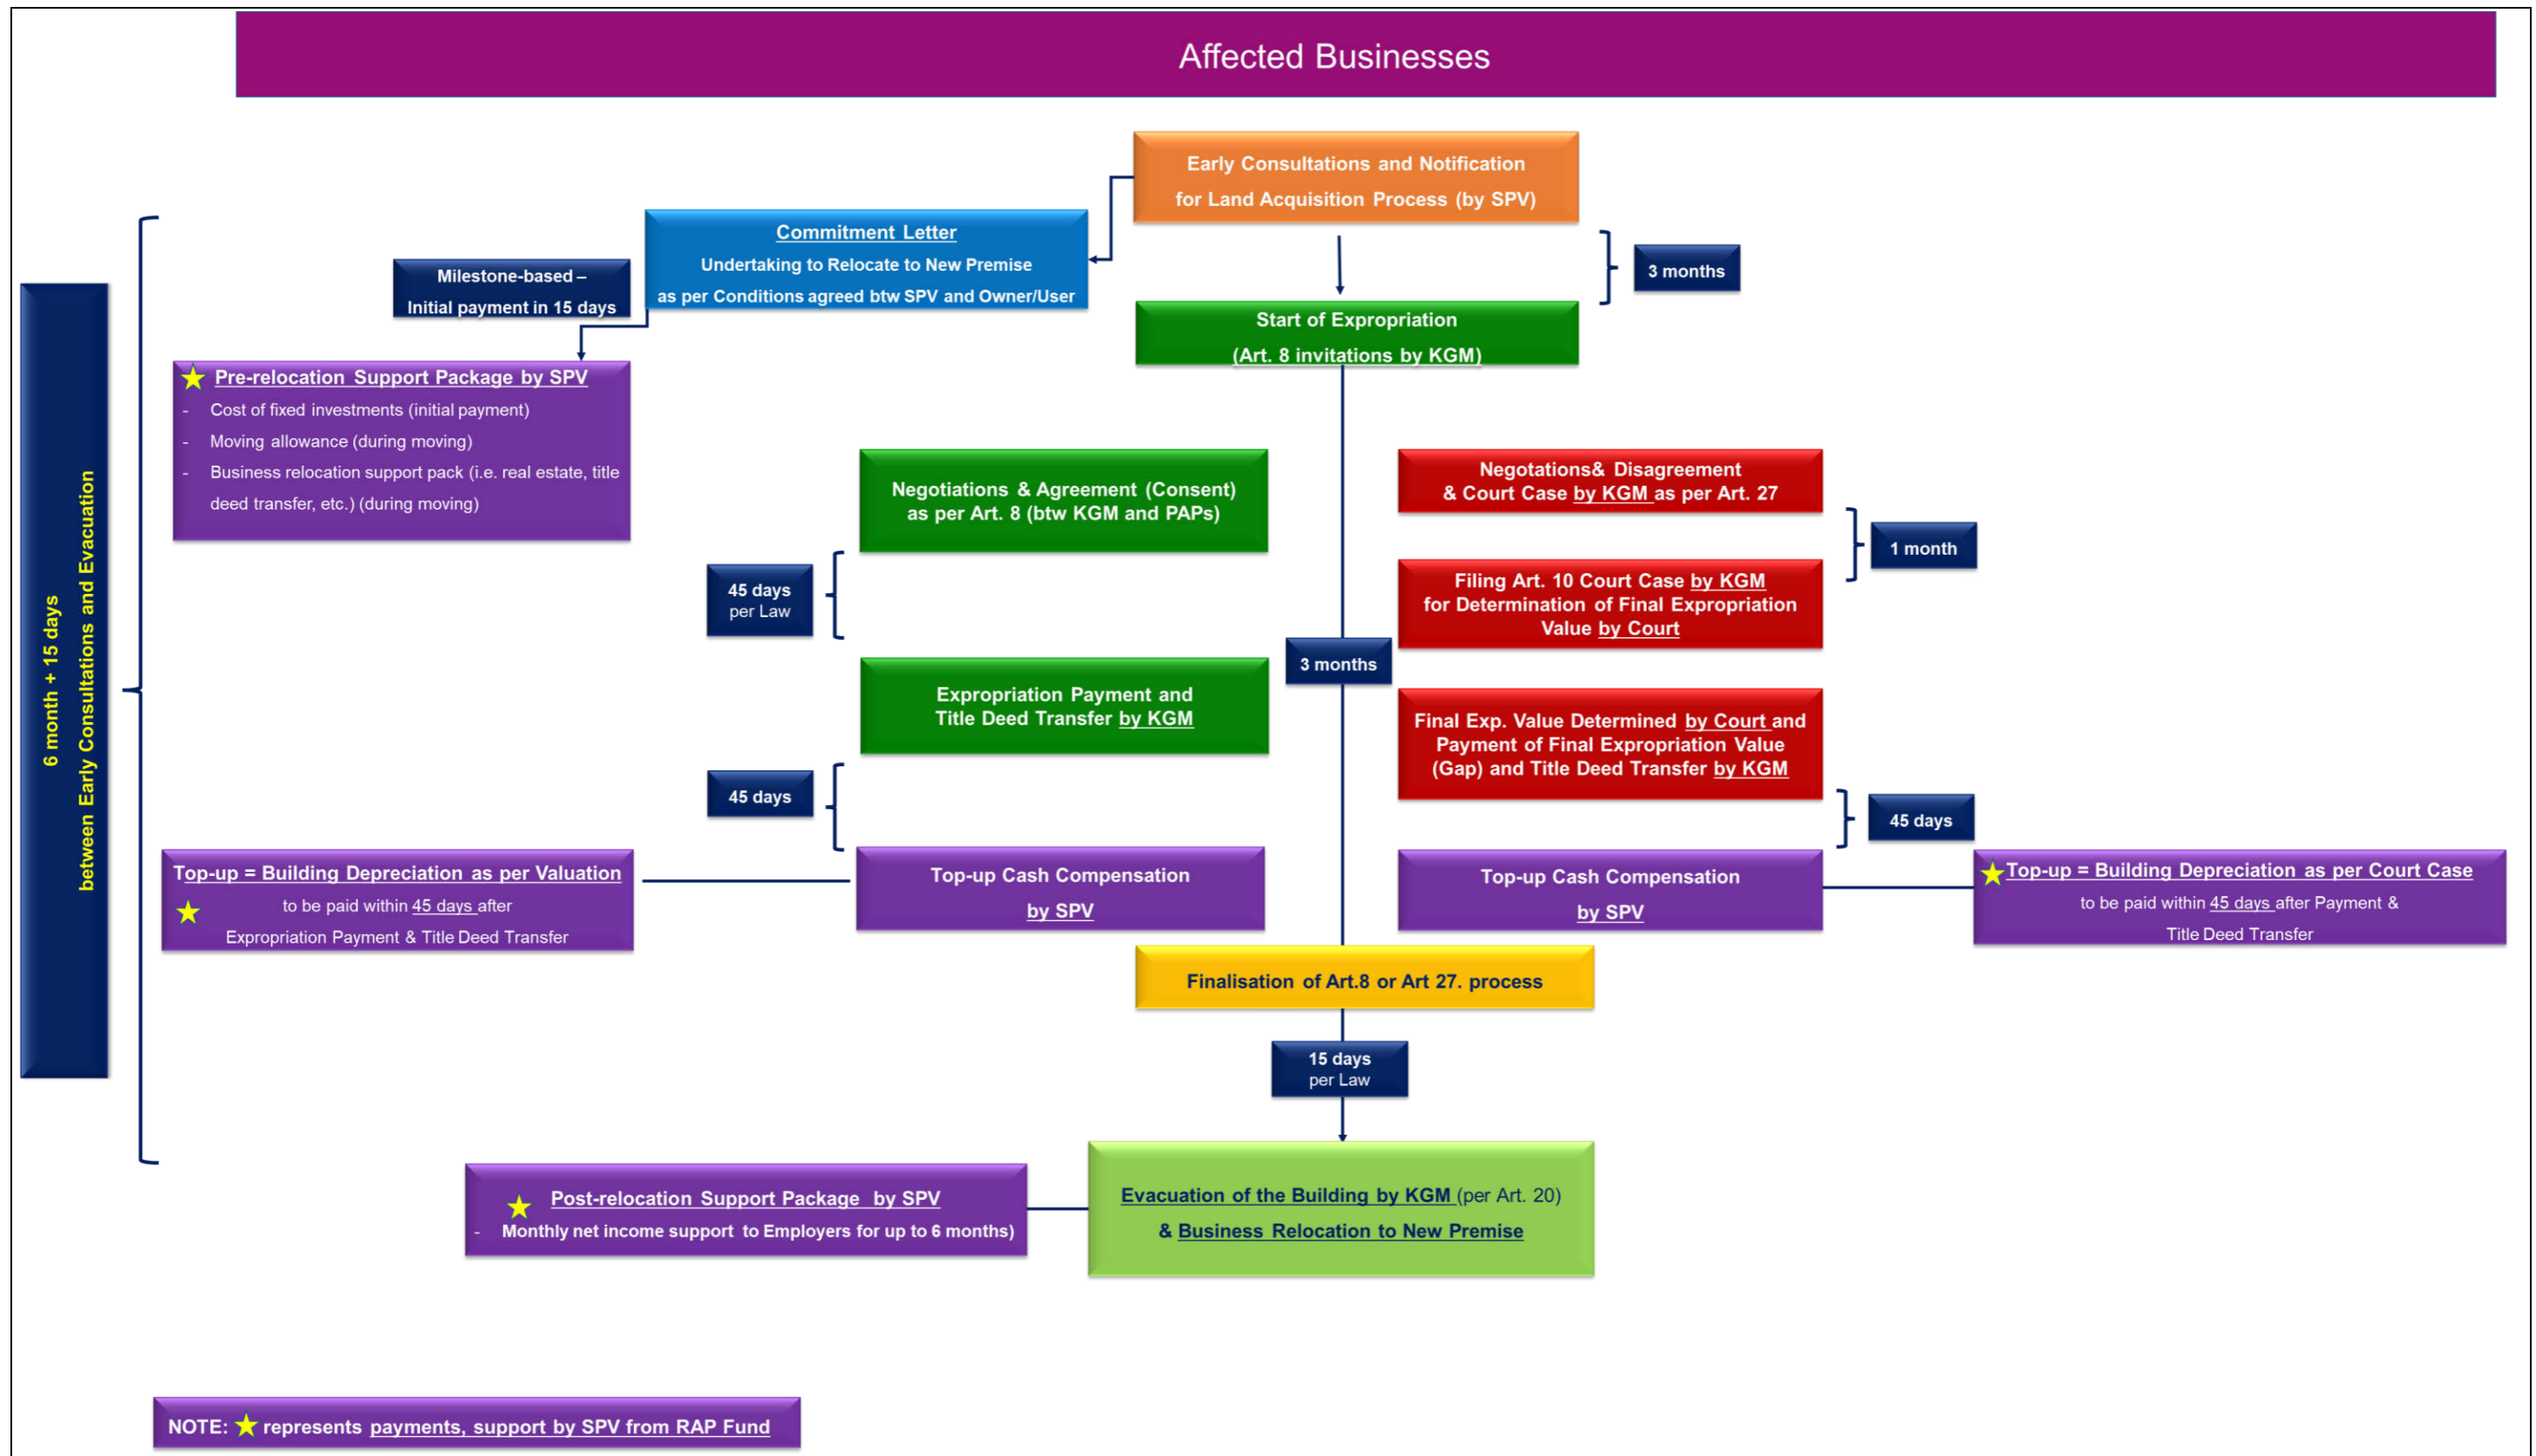 Affected Businesses
Early Consultations and Notification
for Land Acquisition Process (by SPV)
Commitment Letter
Undertaking to Relocate to New Premise
as per Conditions agreed btw SPV and Owner/User
Milestone-based –
Initial payment in 15 days
3 months
Start of Expropriation
(Art. 8 invitations by KGM)
Pre-relocation Support Package by SPV
- Cost of fixed investments (initial payment)
- Moving allowance (during moving)
- Business relocation support pack (i.e. real estate, title
deed transfer, etc.) (during moving)
6 month + 15 days
between Early Consultations and Evacuation
Negotiations & Agreement (Consent)
as per Art. 8 (btw KGM and PAPs)
Negotations& Disagreement
& Court Case by KGM as per Art. 27
1 month
45 days
per Law
Filing Art. 10 Court Case by KGM
for Determination of Final Expropriation
Value by Court
3 months
Expropriation Payment and
Title Deed Transfer by KGM
Final Exp. Value Determined by Court and
Payment of Final Expropriation Value
(Gap) and Title Deed Transfer by KGM
45 days
45 days
Top-up = Building Depreciation as per Valuation
to be paid within 45 days after
Expropriation Payment & Title Deed Transfer
Top-up Cash Compensation
by SPV
Top-up Cash Compensation
by SPV
Top-up = Building Depreciation as per Court Case
to be paid within 45 days after Payment &
Title Deed Transfer
Finalisation of Art.8 or Art 27. process
15 days
per Law
Post-relocation Support Package by SPV
- Monthly net income support to Employers for up to 6 months)
Evacuation of the Building by KGM (per Art. 20)
& Business Relocation to New Premise
NOTE: ★ represents payments, support by SPV from RAP Fund